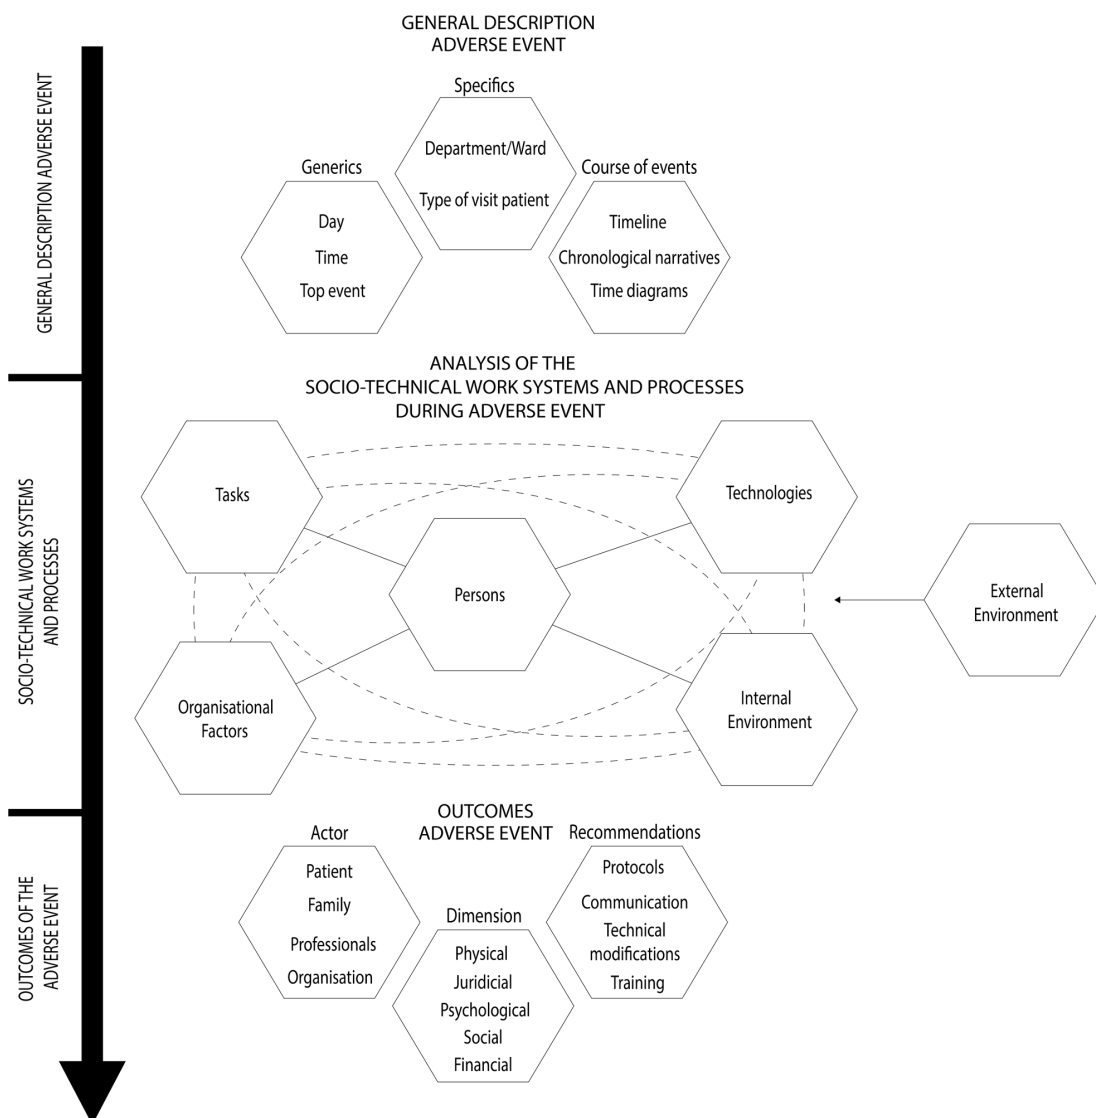 GENERAL DESCRIPTION
ADVERSE EVENT
GENERAL DESCRIPTION ADVERSE EVENT
Specifics
Department/Ward
Type of visit patient
Generics
Day
Time
Top event
Course of events
Timeline
Chronological narratives
Time diagrams
ANALYSIS OF THE
SOCIO-TECHNICAL WORK SYSTEMS AND PROCESSES
DURING ADVERSE EVENT
SOCIO-TECHNICAL WORK SYSTEMS
AND PROCESSES
Tasks
Technologies
Persons
External
Environment
Organisational
Factors
Internal
Environment
OUTCOMES
ADVERSE EVENT
OUTCOMES OF THE
ADVERSE EVENT
Actor
Patient
Family
Professionals
Organisation
Dimension
Physical
Juridicial
Psychological
Social
Financial
Recommendations
Protocols
Communication
Technical
modifications
Training